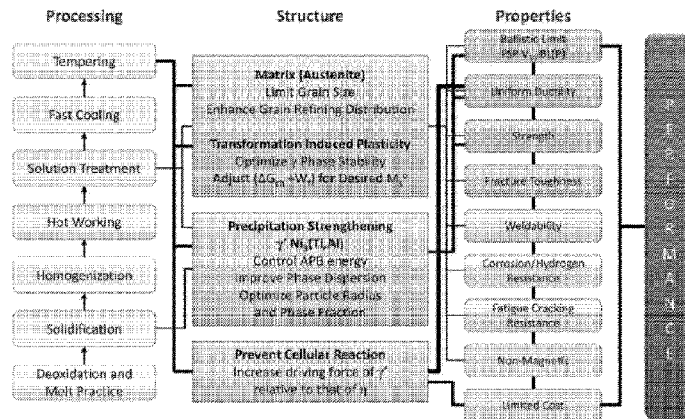 Processing
Structure
Properties
Tempering
Fast Cooling
Solution Treatment
Hot Working
Homogenization
Solidification
Deoxidation and
Melt Practice
Matrix (Austenite)
Limit Grain Size
Enhance Grain Refining Distribution
Transformation Induced Plasticity
Optimize γ Phase Stability
for Desired
Precipitation Strengthening
γ' Ni₃(Ti,Al)
Control APB energy
Improve Phase Dispersion
Optimize Particle Radius
and Phase Fraction
Prevent Cellular Reaction
Increase driving force of γ'
relative to that of η
Ballistic Limit
Uniform Ductility
Strength
Fracture Toughness
Weldability
Corrosion/Hydrogen
Resistance
Fatigue Cracking
Resistance
Non-Magnetic
Limited Cost
PERFORMANCE